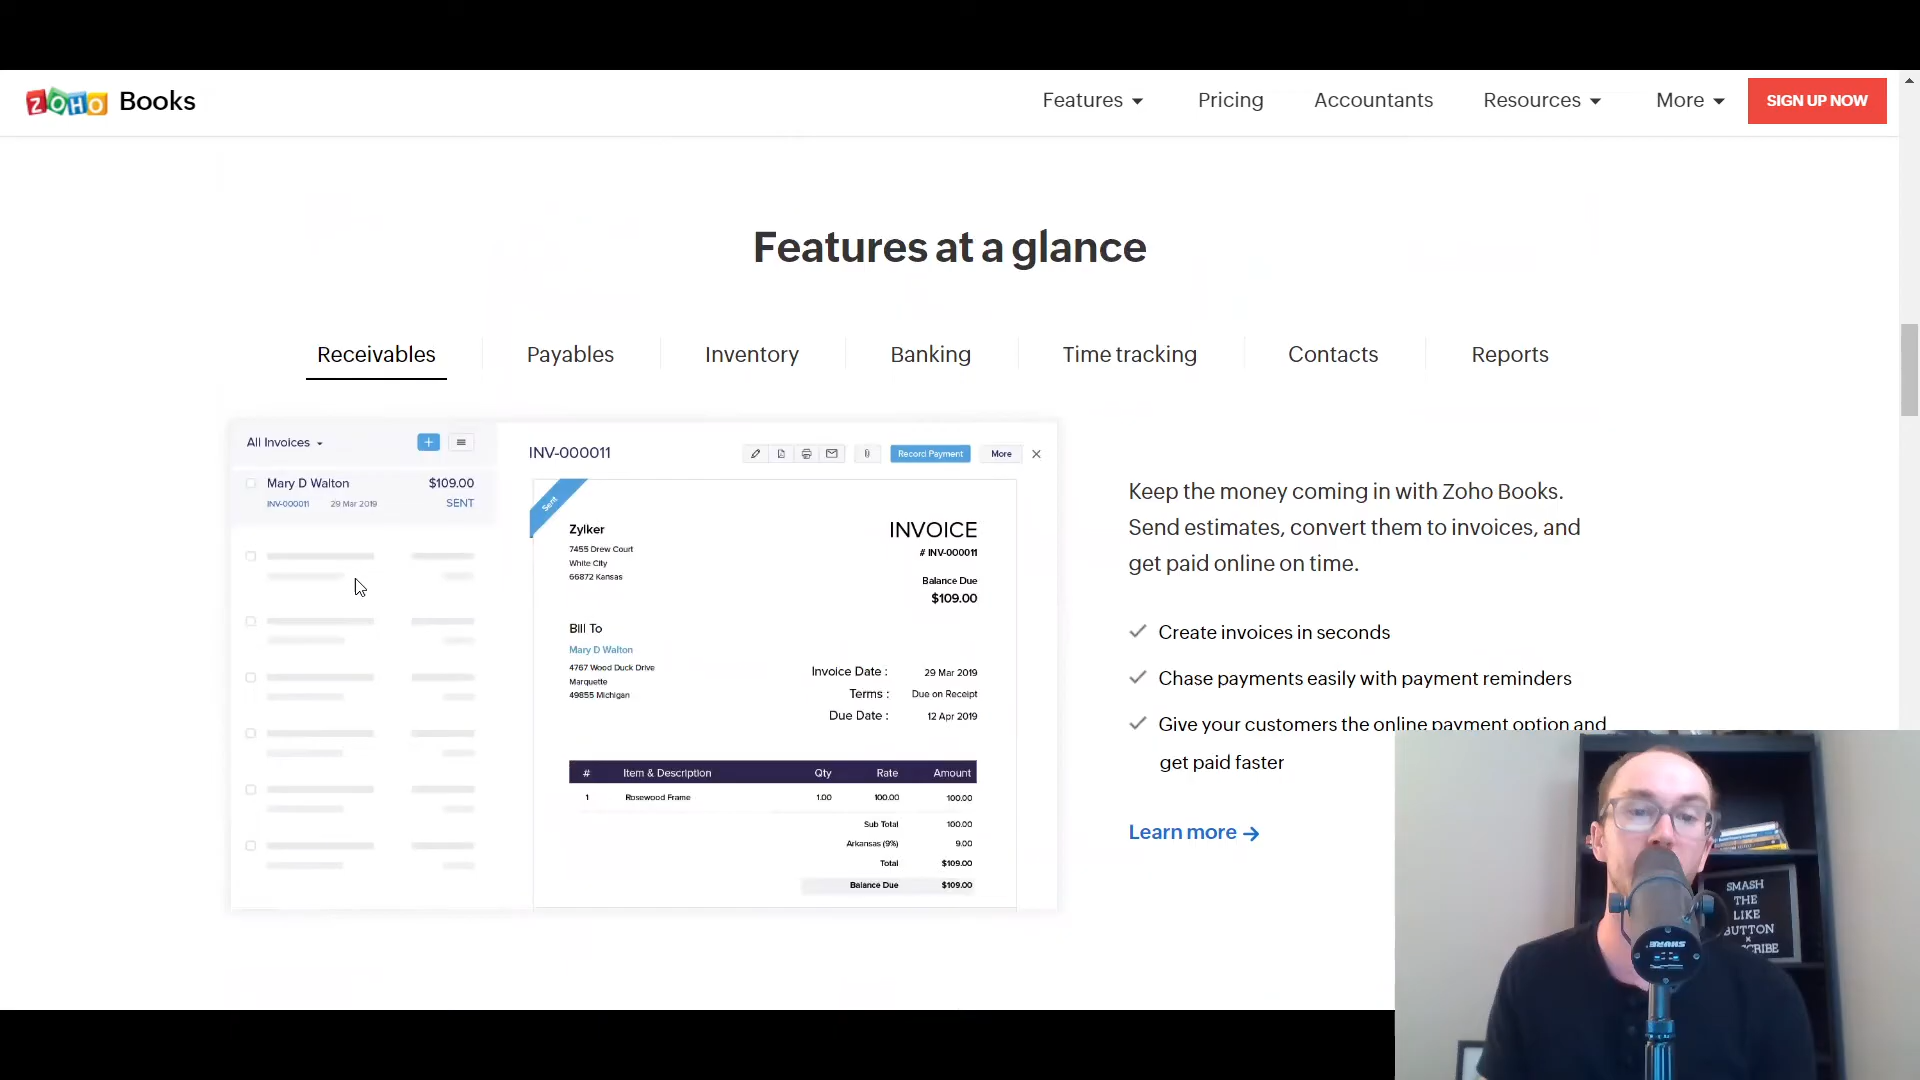 ZOHO Books
Features
Pricing
Accountants
Resources
More
SIGN UP NOW
Features at a glance
Receivables
Payables
Inventory
Banking
Time tracking
Contacts
Reports
All Invoices
Mary D Walton $109.00
INV-000011 29 Mar 2019 SENT
INV-000011
Record Payment
More
Sent
Zylker
7455 Drew Court
White City
66872 Kansas
INVOICE
# INV-000011
Balance Due
$109.00
Bill To
Mary D Walton
4767 Wood Duck Drive
Marquette
49855 Michigan
Invoice Date : 29 Mar 2019
Terms : Due on Receipt
Due Date : 12 Apr 2019
# Item & Description Qty Rate Amount
1 Rosewood Frame 1.00 100.00 100.00
Sub Total 100.00
Arkansas (9%) 9.00
Total $109.00
Balance Due $109.00
Keep the money coming in with Zoho Books.
Send estimates, convert them to invoices, and
get paid online on time.
Create invoices in seconds
Chase payments easily with payment reminders
Give your customers the online payment option and
get paid faster
Learn more →
SMASH
THE
LIKE
BUTTON
SHURE